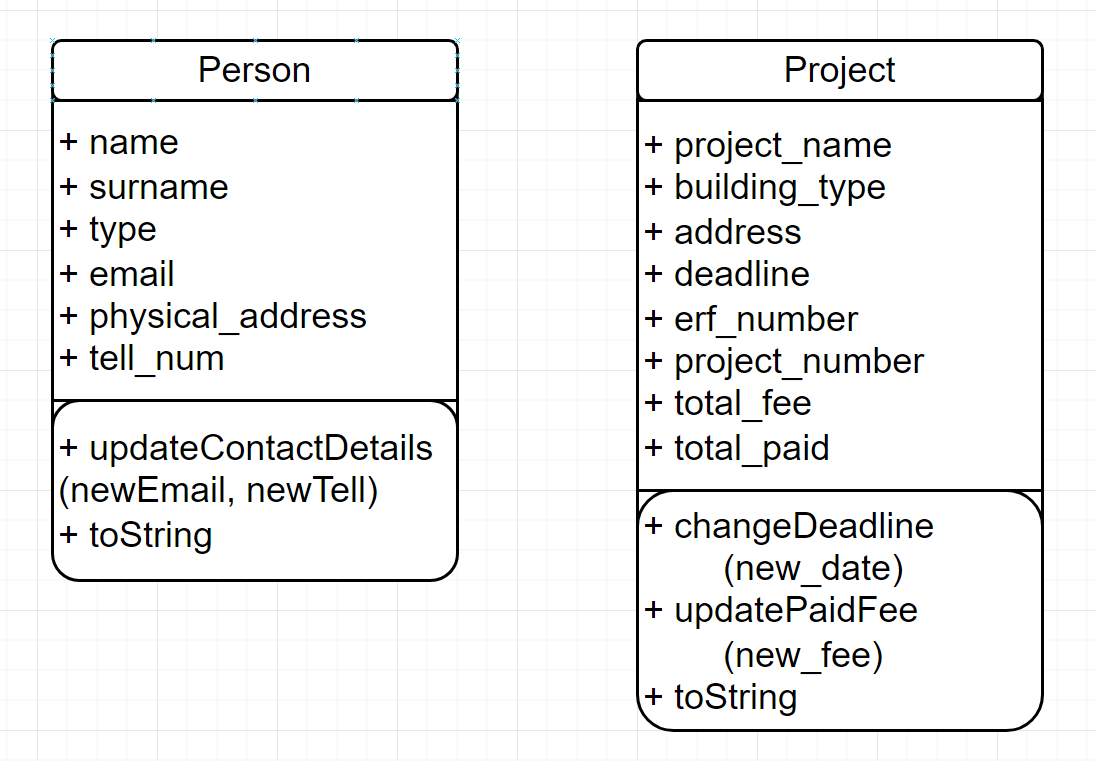 Person
+ name
+ surname
+ type
+ email
+ physical_address
+ tell_num
+ updateContactDetails
(newEmail, newTell)
+ toString
Project
+ project_name
+ building_type
+ address
+ deadline
+ erf_number
+ project_number
+ total_fee
+ total_paid
+ changeDeadline
(new_date)
+ updatePaidFee
(new_fee)
+ toString